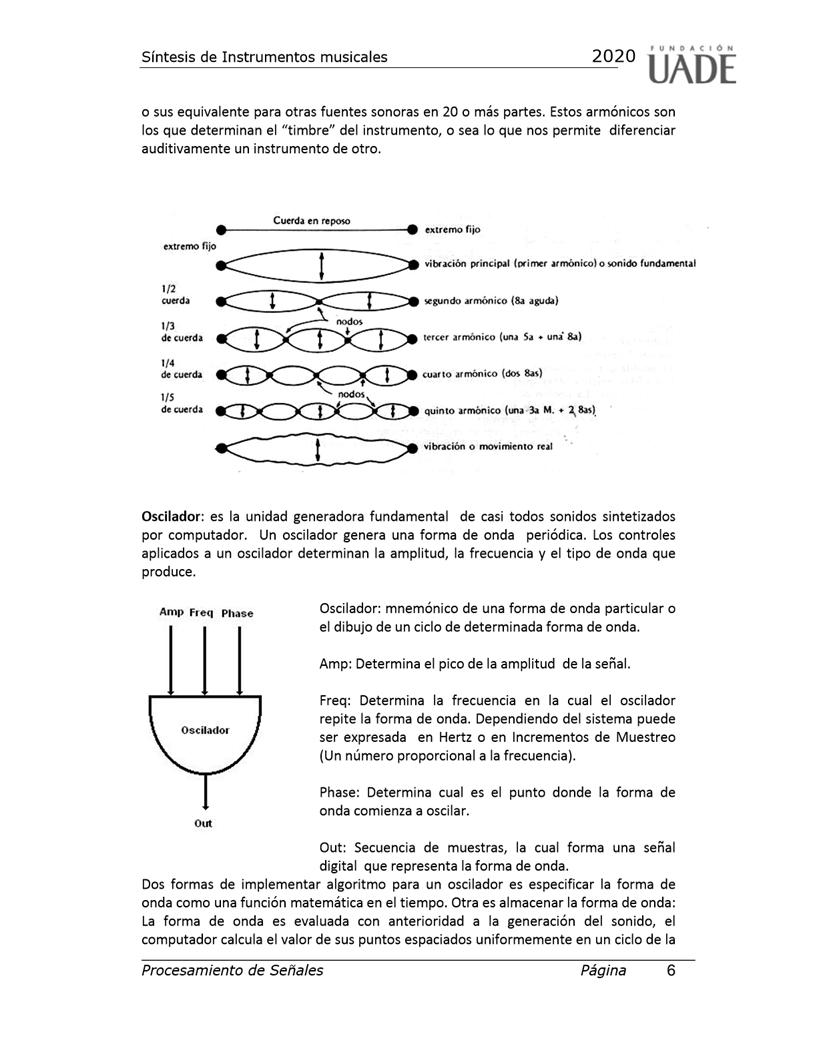 Síntesis de Instrumentos musicales 2020 FUNDACIÓN
UADE
o sus equivalente para otras fuentes sonoras en 20 o más partes. Estos armónicos son
los que determinan el “timbre” del instrumento, o sea lo que nos permite diferenciar
auditivamente un instrumento de otro.
Cuerda en reposo
extremo fijo
extremo fijo
vibración principal (primer armónico) o sonido fundamental
1/2
cuerda
segundo armónico (8a aguda)
nodos
1/3
de cuerda
tercer armónico (una 5a + una 8a)
1/4
de cuerda
cuarto armónico (dos 8as)
nodos
1/5
de cuerda
quinto armónico (una 3a M. + 2 8as)
vibración o movimiento real
Oscilador: es la unidad generadora fundamental de casi todos sonidos sintetizados
por computador. Un oscilador genera una forma de onda periódica. Los controles
aplicados a un oscilador determinan la amplitud, la frecuencia y el tipo de onda que
produce.
Amp Freq Phase
Oscilador
Out
Oscilador: mnemónico de una forma de onda particular o
el dibujo de un ciclo de determinada forma de onda.
Amp: Determina el pico de la amplitud de la señal.
Freq: Determina la frecuencia en la cual el oscilador
repite la forma de onda. Dependiendo del sistema puede
ser expresada en Hertz o en Incrementos de Muestreo
(Un número proporcional a la frecuencia).
Phase: Determina cual es el punto donde la forma de
onda comienza a oscilar.
Out: Secuencia de muestras, la cual forma una señal
digital que representa la forma de onda.
Dos formas de implementar algoritmo para un oscilador es especificar la forma de
onda como una función matemática en el tiempo. Otra es almacenar la forma de onda:
La forma de onda es evaluada con anterioridad a la generación del sonido, el
computador calcula el valor de sus puntos espaciados uniformemente en un ciclo de la
Procesamiento de Señales Página 6